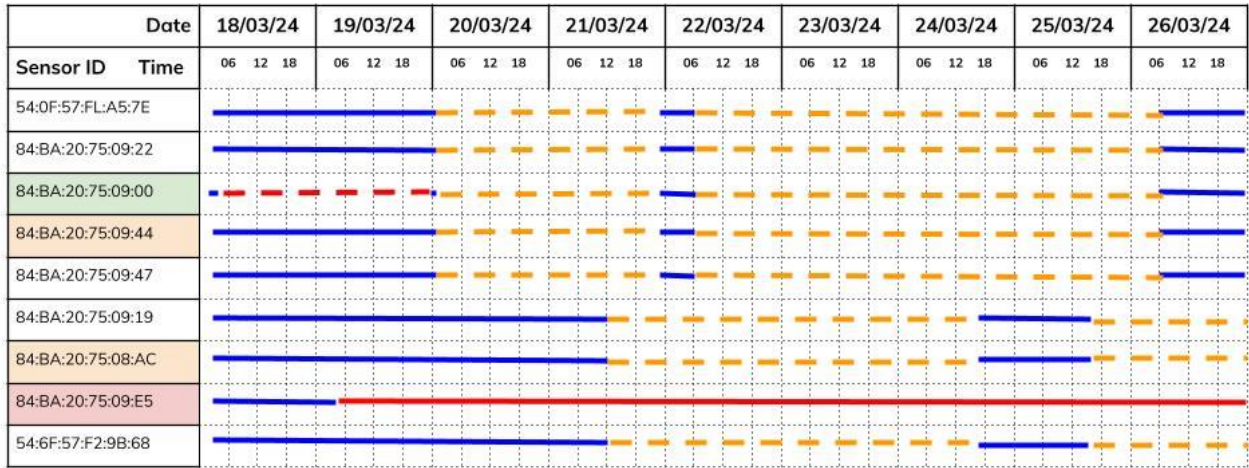 Date 18/03/24 19/03/24 20/03/24 21/03/24 22/03/24 23/03/24 24/03/24 25/03/24 26/03/24
Sensor ID Time 06 12 18 06 12 18 06 12 18 06 12 18 06 12 18 06 12 18 06 12 18 06 12 18 06 12 18
54:0F:57:FL:A5:7E
84:BA:20:75:09:22
84:BA:20:75:09:00
84:BA:20:75:09:44
84:BA:20:75:09:47
84:BA:20:75:09:19
84:BA:20:75:08:AC
84:BA:20:75:09:E5
54:6F:57:F2:9B:68